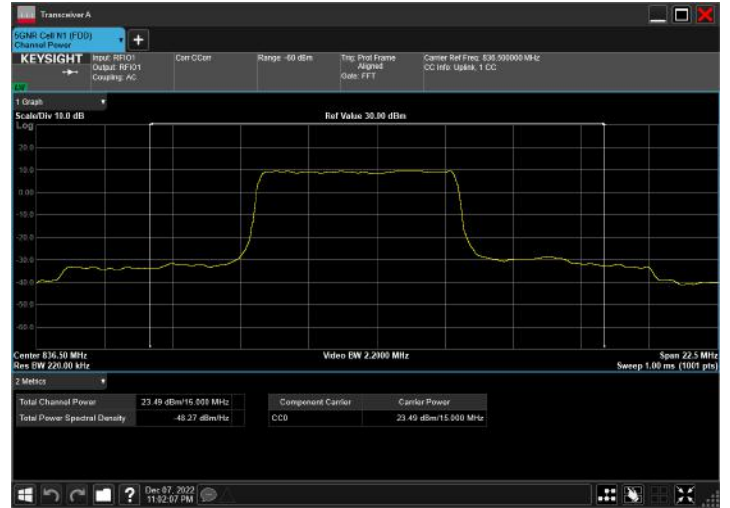 Transceiver A
5GNR Cell N1 (FDD)
Channel Power
+
KEYSIGHT
Input: RFIO1
Output: RFIO1
Coupling: AC
Corr CCorr
Range -60 dBm
Trig: Prot Frame
Aligned
Gate: FFT
Carrier Ref Freq: 836.500000 MHz
CC Info: Uplink, 1 CC
1 Graph
Scale/Div 10.0 dB
Ref Value 30.00 dBm
Log
20.0
10.0
0.00
-10.0
-20.0
-30.0
-40.0
-50.0
-60.0
Center 836.50 MHz
Video BW 2.2000 MHz
Span 22.5 MHz
Res BW 220.00 kHz
Sweep 1.00 ms (1001 pts)
2 Metrics
Total Channel Power 23.49 dBm/15.000 MHz
Total Power Spectral Density -48.27 dBm/Hz
Component Carrier Carrier Power
CC0 23.49 dBm/15.000 MHz
?
Dec 07, 2022
11:02:07 PM